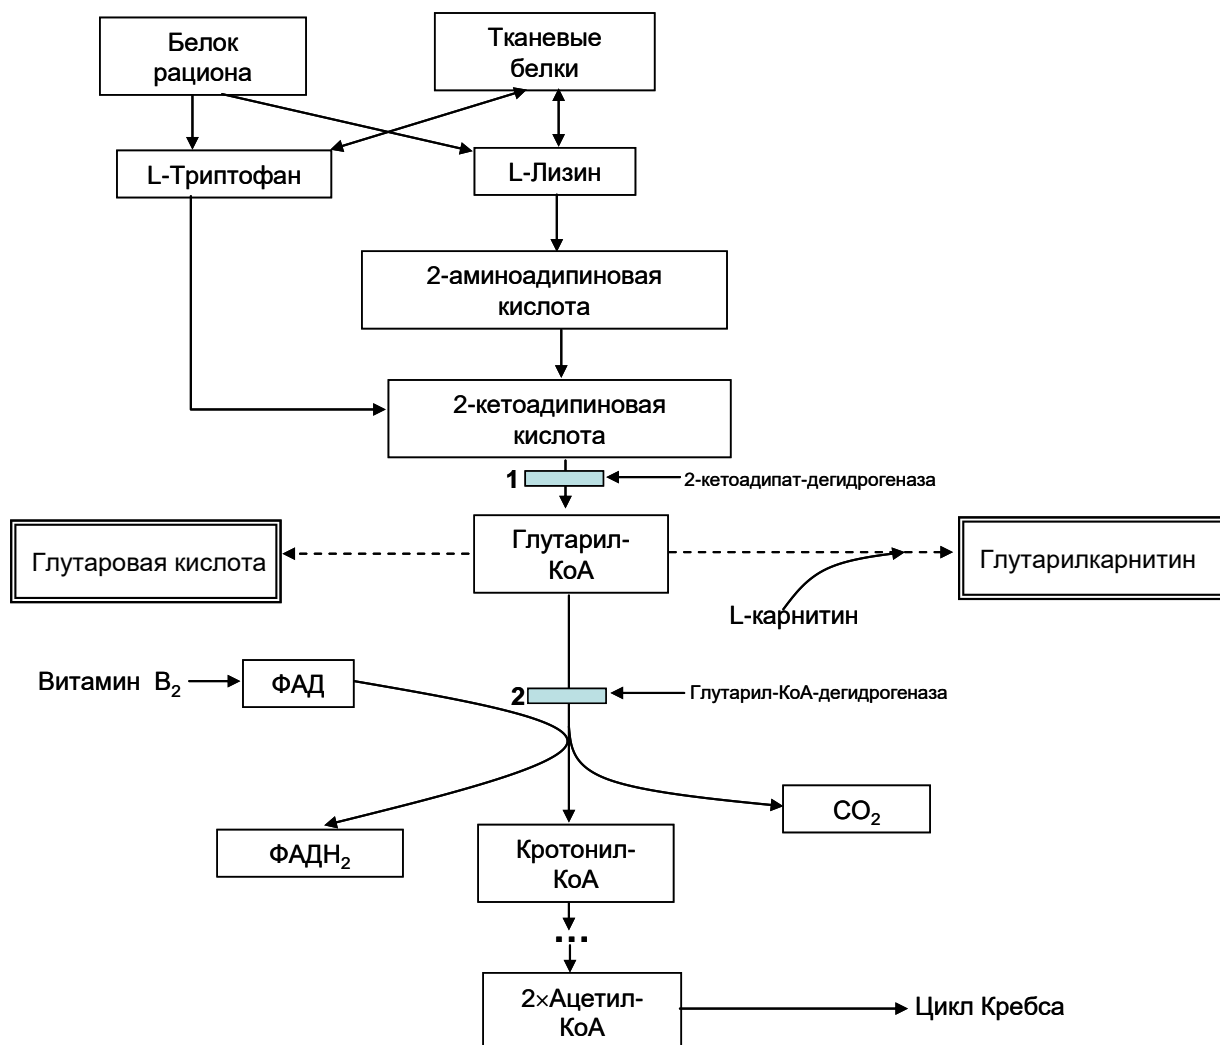 Белок
рациона
Тканевые
белки
L-Триптофан
L-Лизин
2-аминоадипиновая
кислота
2-кетоадипиновая
кислота
1
2-кетоадипат-дегидрогеназа
Глутаровая кислота
Глутарил-
КоА
Глутарилкарнитин
L-карнитин
Витамин B2
ФАД
2
Глутарил-КоА-дегидрогеназа
CO2
ФАДН2
Кротонил-
КоА
...
2×Ацетил-
КоА
Цикл Кребса